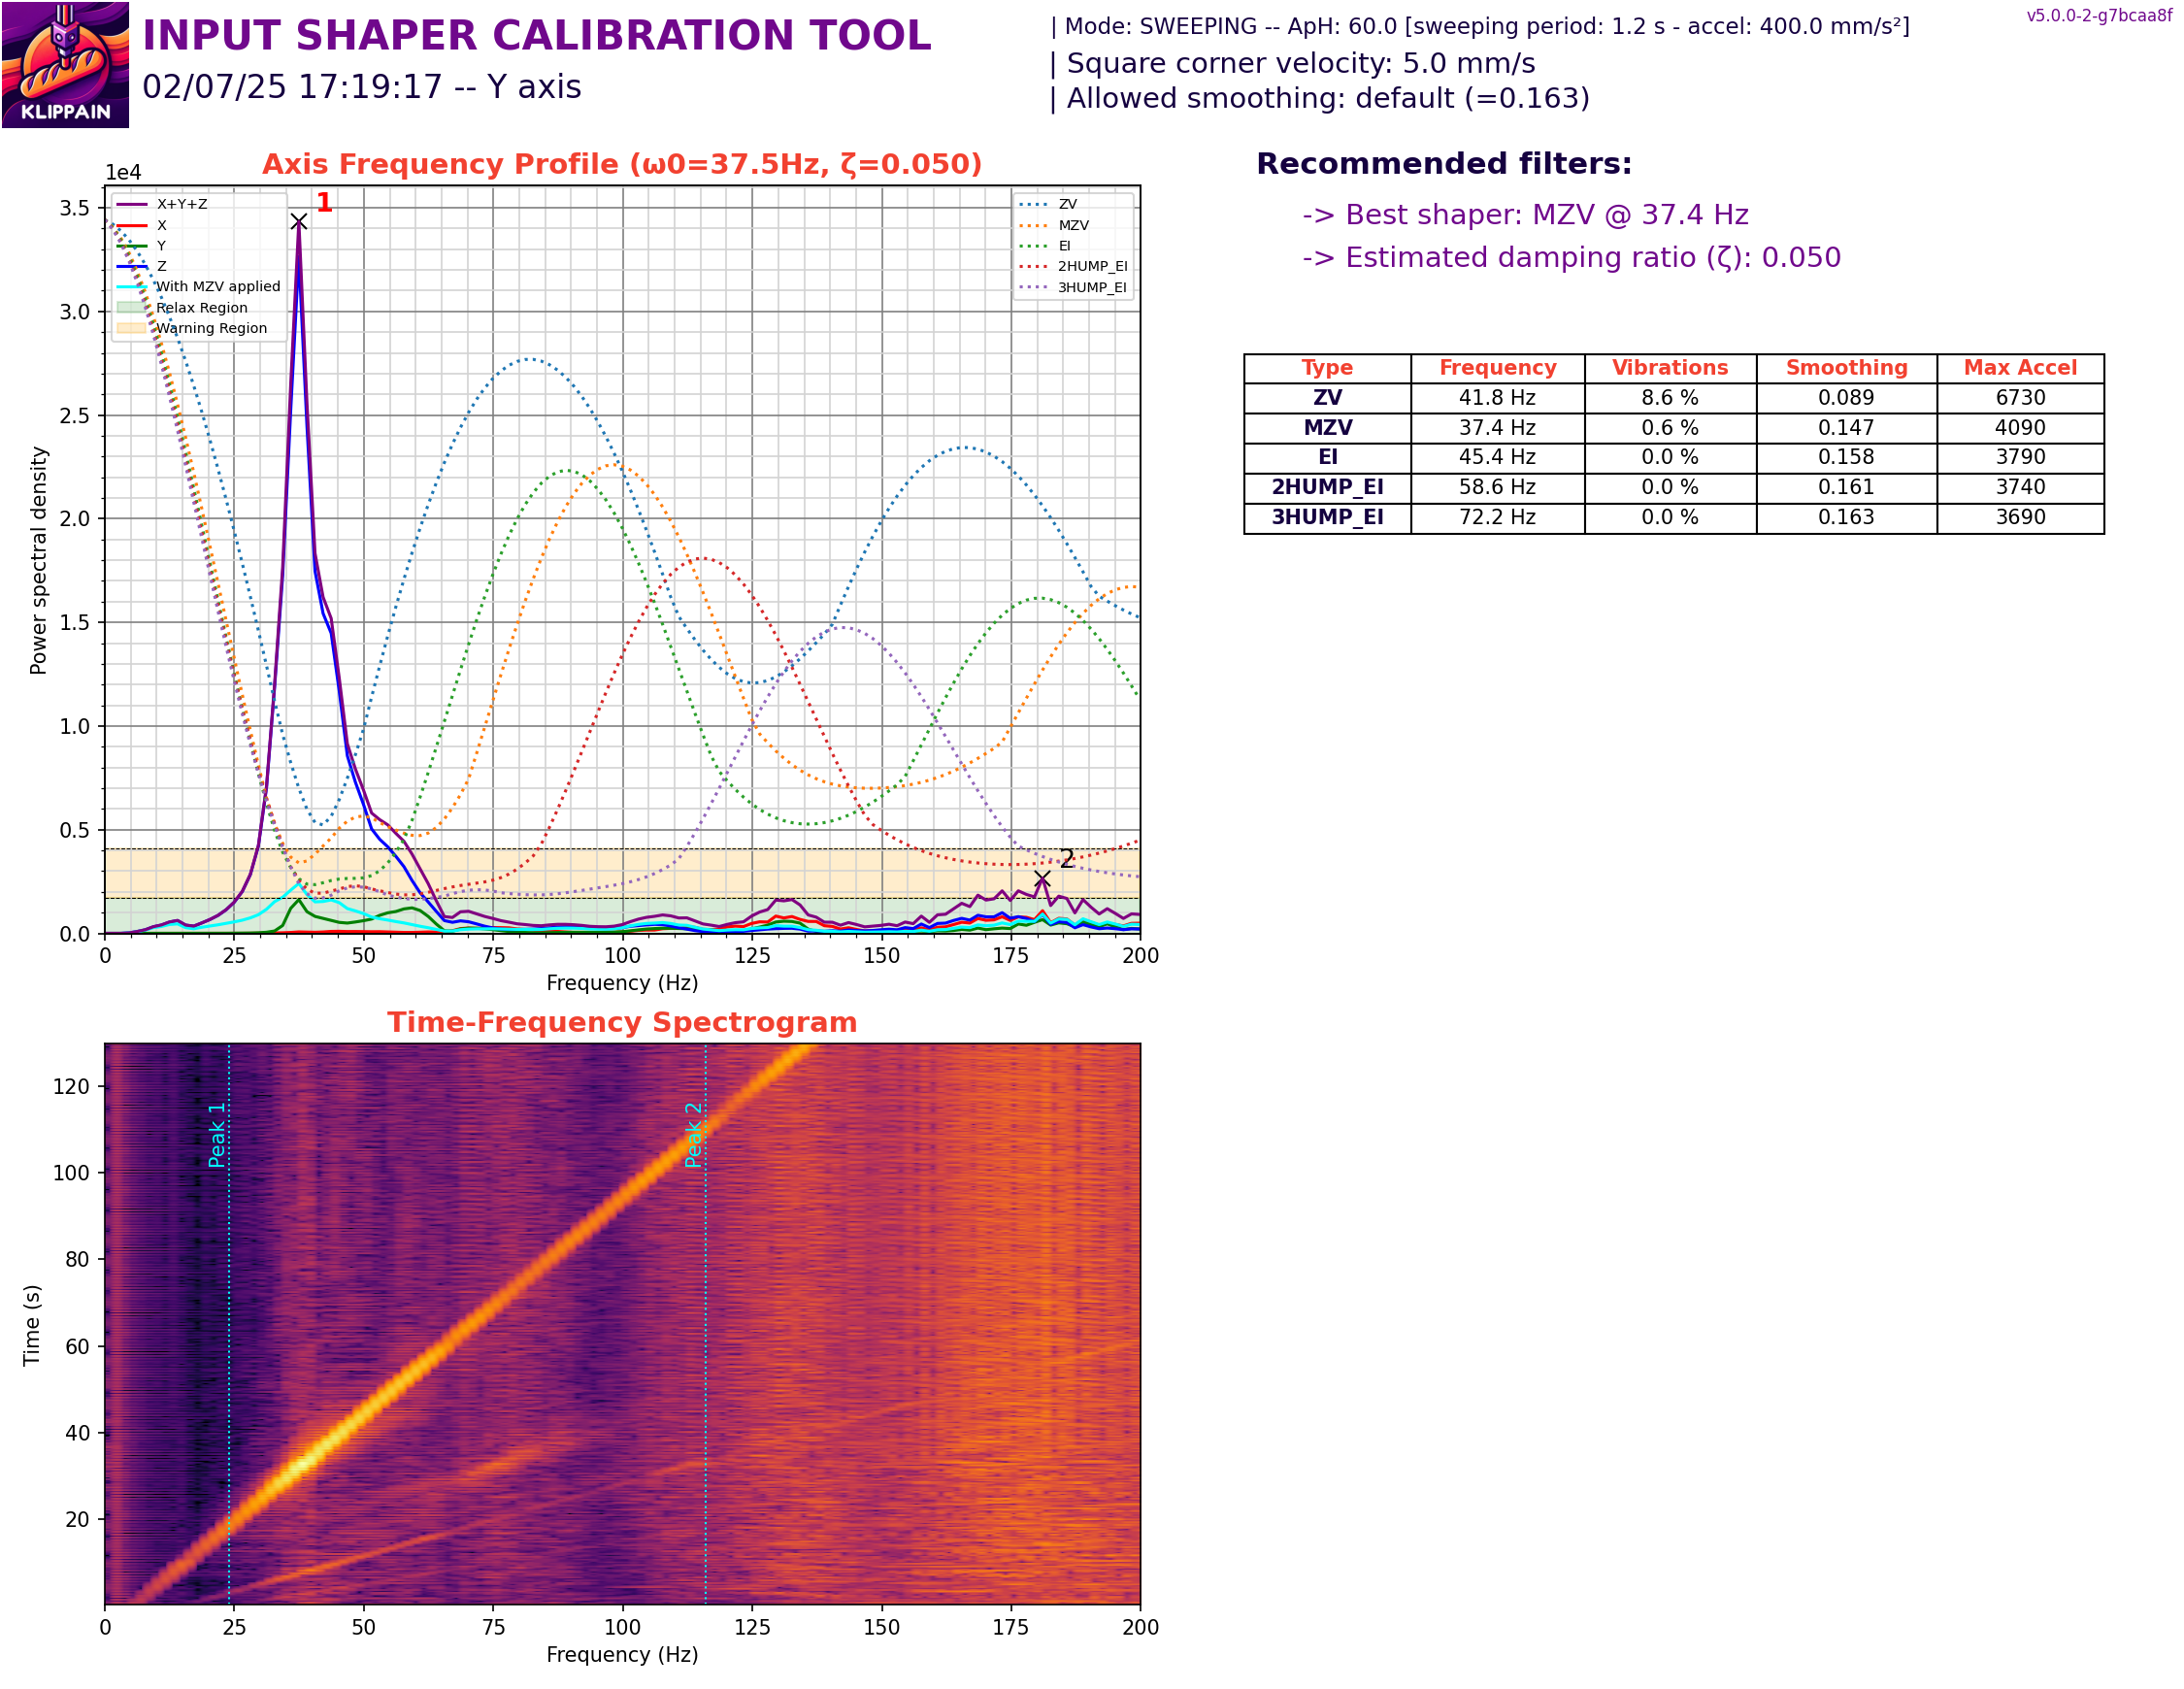 INPUT SHAPER CALIBRATION TOOL
02/07/25 17:19:17 -- Y axis
KLIPPAIN
| Mode: SWEEPING -- ApH: 60.0 [sweeping period: 1.2 s - accel: 400.0 mm/s²]
| Square corner velocity: 5.0 mm/s
| Allowed smoothing: default (=0.163)
v5.0.0-2-g7bcaa8f
Axis Frequency Profile (ω0=37.5Hz, ζ=0.050)
1e4
X+Y+Z
X
Y
Z
With MZV applied
Relax Region
Warning Region
1
ZV
MZV
EI
2HUMP_EI
3HUMP_EI
2
3.5
3.0
2.5
2.0
1.5
1.0
0.5
0.0
Power spectral density
0 25 50 75 100 125 150 175 200
Frequency (Hz)
Recommended filters:
-> Best shaper: MZV @ 37.4 Hz
-> Estimated damping ratio (ζ): 0.050
Type Frequency Vibrations Smoothing Max Accel
ZV 41.8 Hz 8.6 % 0.089 6730
MZV 37.4 Hz 0.6 % 0.147 4090
EI 45.4 Hz 0.0 % 0.158 3790
2HUMP_EI 58.6 Hz 0.0 % 0.161 3740
3HUMP_EI 72.2 Hz 0.0 % 0.163 3690
Time-Frequency Spectrogram
Peak 1
Peak 2
120
100
80
60
40
20
Time (s)
0 25 50 75 100 125 150 175 200
Frequency (Hz)